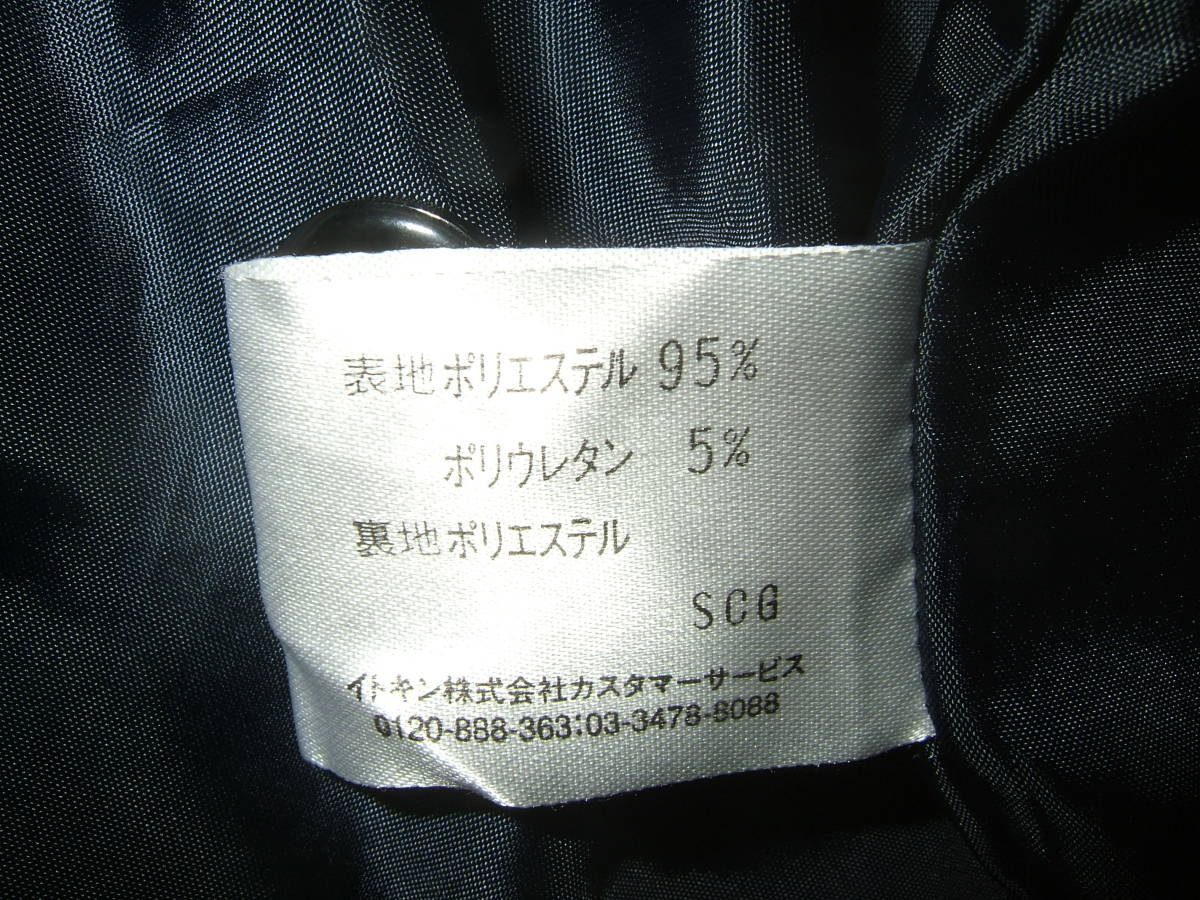 表地ポリエステル 95%
ポリウレタン 5%
裏地ポリエステル
SCG
イトキン株式会社カスタマーサービス
0120-888-363:03-3478-8088